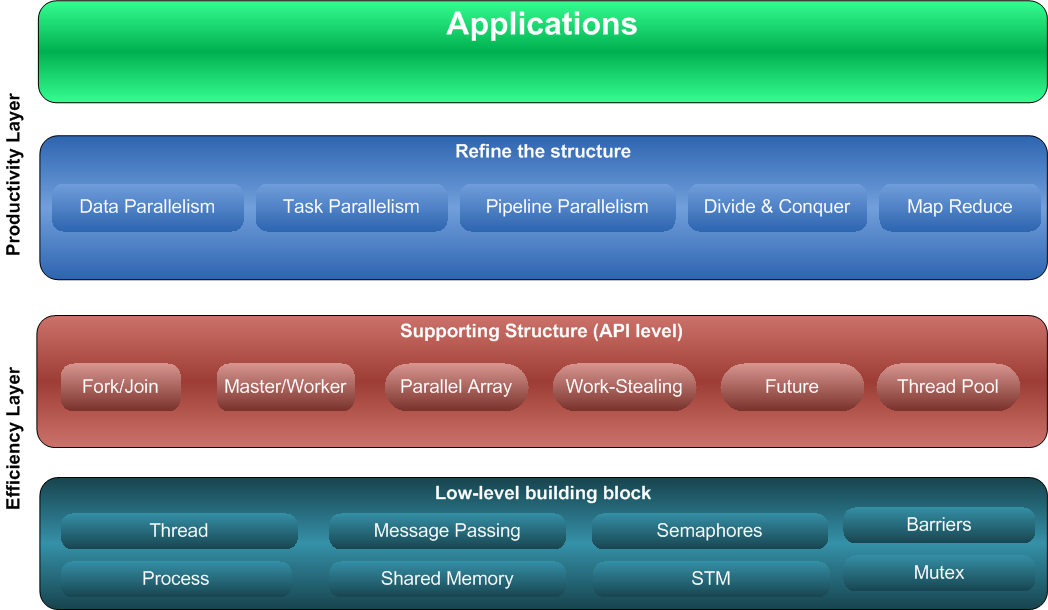 Applications
Productivity Layer
Refine the structure
Data Parallelism
Task Parallelism
Pipeline Parallelism
Divide & Conquer
Map Reduce
Efficiency Layer
Supporting Structure (API level)
Fork/Join
Master/Worker
Parallel Array
Work-Stealing
Future
Thread Pool
Low-level building block
Thread
Message Passing
Semaphores
Barriers
Process
Shared Memory
STM
Mutex